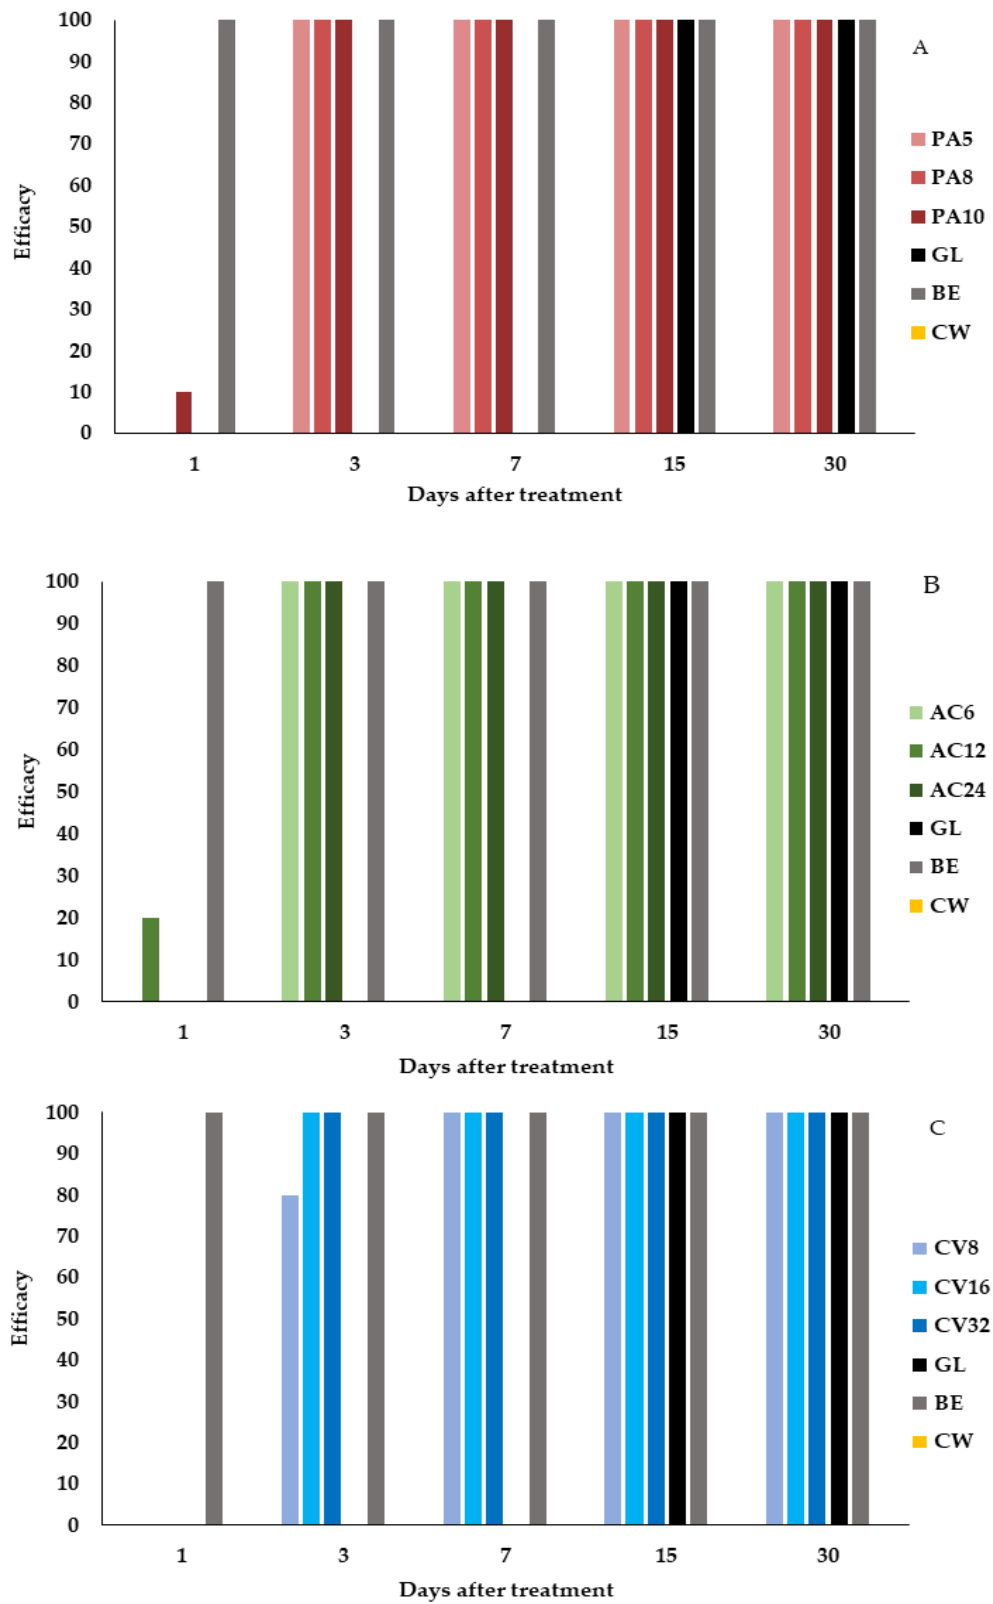 A
100
90
80
70
60
50
40
30
20
10
0
Efficacy
1 3 7 15 30
Days after treatment
PA5
PA8
PA10
GL
BE
CW
B
100
90
80
70
60
50
40
30
20
10
0
Efficacy
1 3 7 15 30
Days after treatment
AC6
AC12
AC24
GL
BE
CW
C
100
90
80
70
60
50
40
30
20
10
0
Efficacy
1 3 7 15 30
Days after treatment
CV8
CV16
CV32
GL
BE
CW